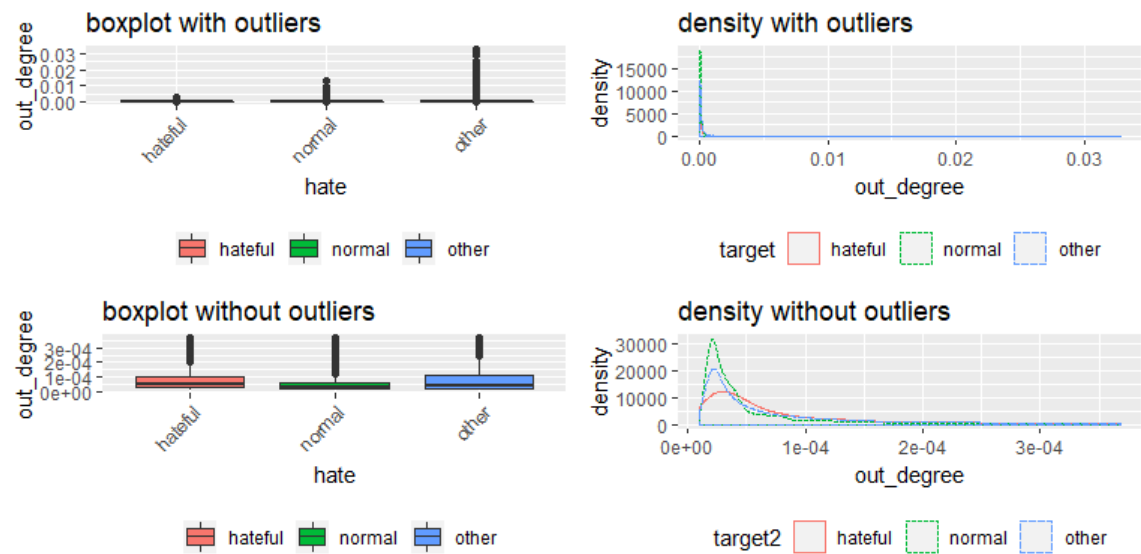 boxplot with outliers
out_degree
0.03
0.02
0.01
0.00
hateful normal other
hate
hateful normal other
density with outliers
density
15000
10000
5000
0
0.00 0.01 0.02 0.03
out_degree
target hateful normal other
boxplot without outliers
out_degree
3e-04
2e-04
1e-04
0e+00
hateful normal other
hate
hateful normal other
density without outliers
density
30000
20000
10000
0
0e+00 1e-04 2e-04 3e-04
out_degree
target2 hateful normal other